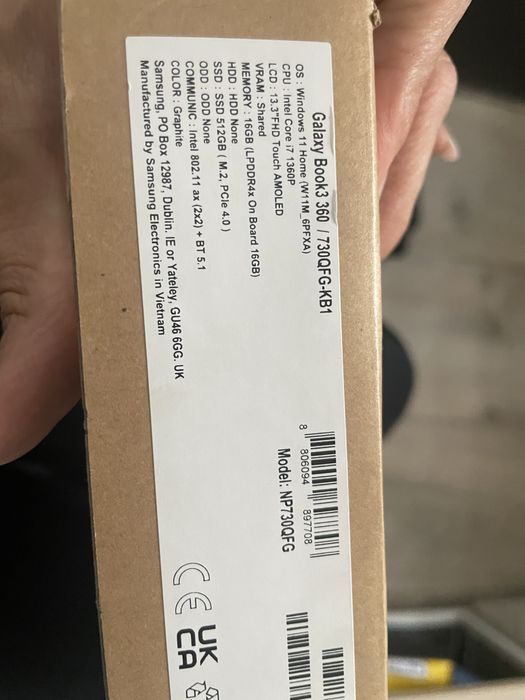 Galaxy Book3 360 / 730QFG-KB1
OS : Windows 11 Home (W11M_6PFXA)
CPU : Intel Core i7 1360P
LCD : 13.3"FHD Touch AMOLED
VRAM : Shared
MEMORY : 16GB (LPDDR4x On Board 16GB)
HDD : HDD None
SSD : SSD 512GB ( M.2, PCIe 4.0 )
ODD : ODD None
COMMUNIC : Intel 802.11 ax (2x2) + BT 5.1
COLOR : Graphite
Samsung, PO Box 12987, Dublin. IE or Yateley, GU46 6GG. UK
Manufactured by Samsung Electronics in Vietnam
8 806094 897708
Model: NP730QFG
CE
UK
CA